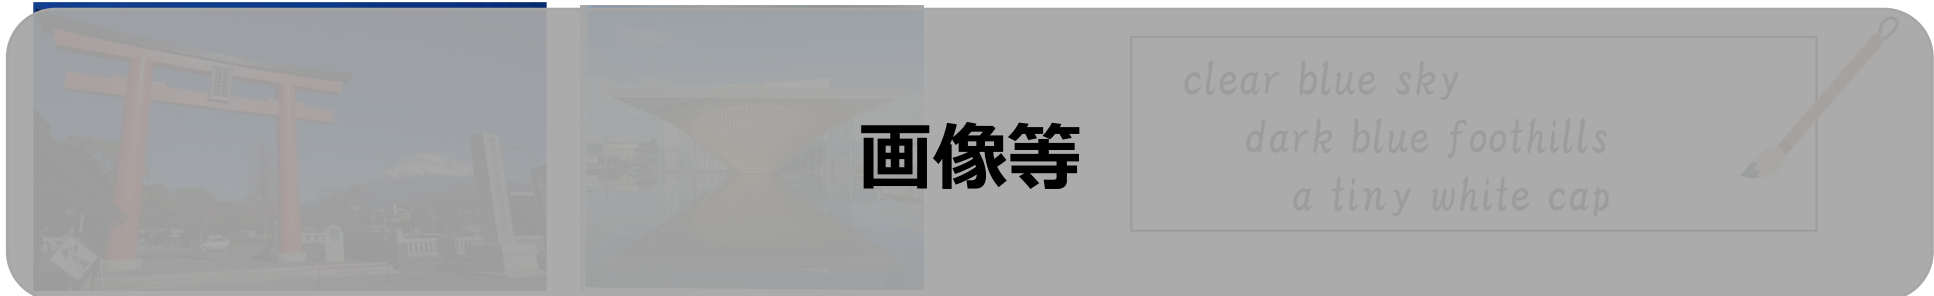 画像等
clear blue sky
dark blue foothills
a tiny white cap